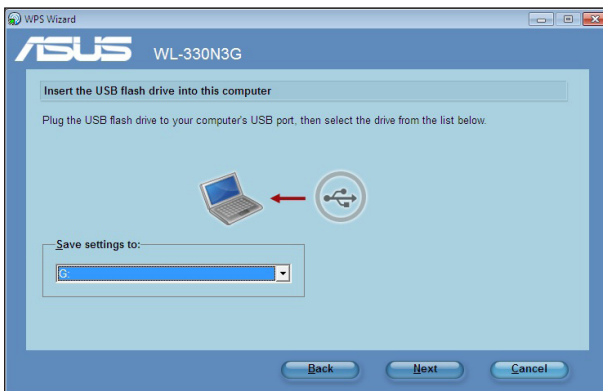 WPS Wizard
ASUS WL-330N3G
Insert the USB flash drive into this computer
Plug the USB flash drive to your computer's USB port, then select the drive from the list below.
Save settings to:
G:
Back Next Cancel